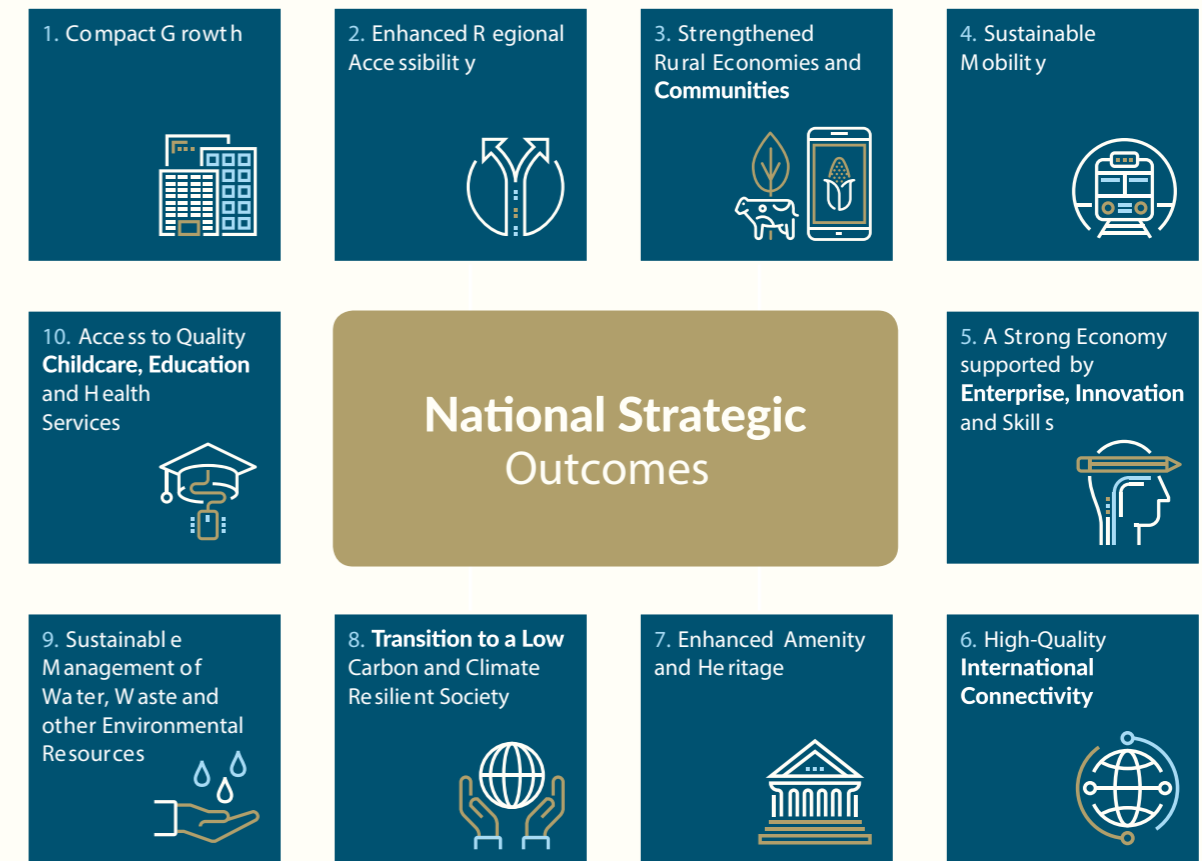 1. Compact Growth
2. Enhanced Regional
Accessibility
3. Strengthened
Rural Economies and
Communities
4. Sustainable
Mobility
10. Access to Quality
Childcare, Education
and Health
Services
National Strategic
Outcomes
5. A Strong Economy
supported by
Enterprise, Innovation
and Skills
9. Sustainable
Management of
Water, Waste and
other Environmental
Resources
8. Transition to a Low
Carbon and Climate
Resilient Society
7. Enhanced Amenity
and Heritage
6. High-Quality
International
Connectivity